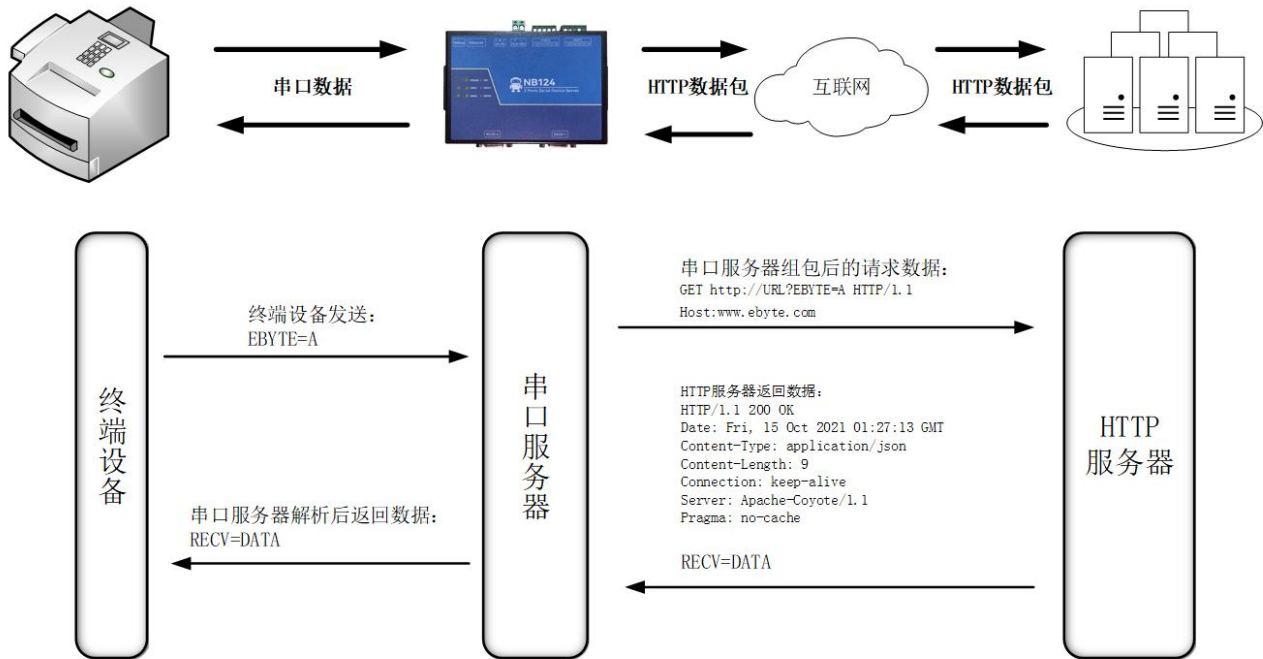 串口数据
NB124
HTTP数据包
互联网
HTTP数据包
终端设备
终端设备发送：
EBYTE=A
串口服务器解析后返回数据：
RECV=DATA
串口服务器
串口服务器组包后的请求数据：
GET http://URL?EBYTE=A HTTP/1.1
Host:www.ebyte.com
HTTP服务器返回数据：
HTTP/1.1 200 OK
Date: Fri, 15 Oct 2021 01:27:13 GMT
Content-Type: application/json
Content-Length: 9
Connection: keep-alive
Server: Apache-Coyote/1.1
Pragma: no-cache
RECV=DATA
HTTP
服务器